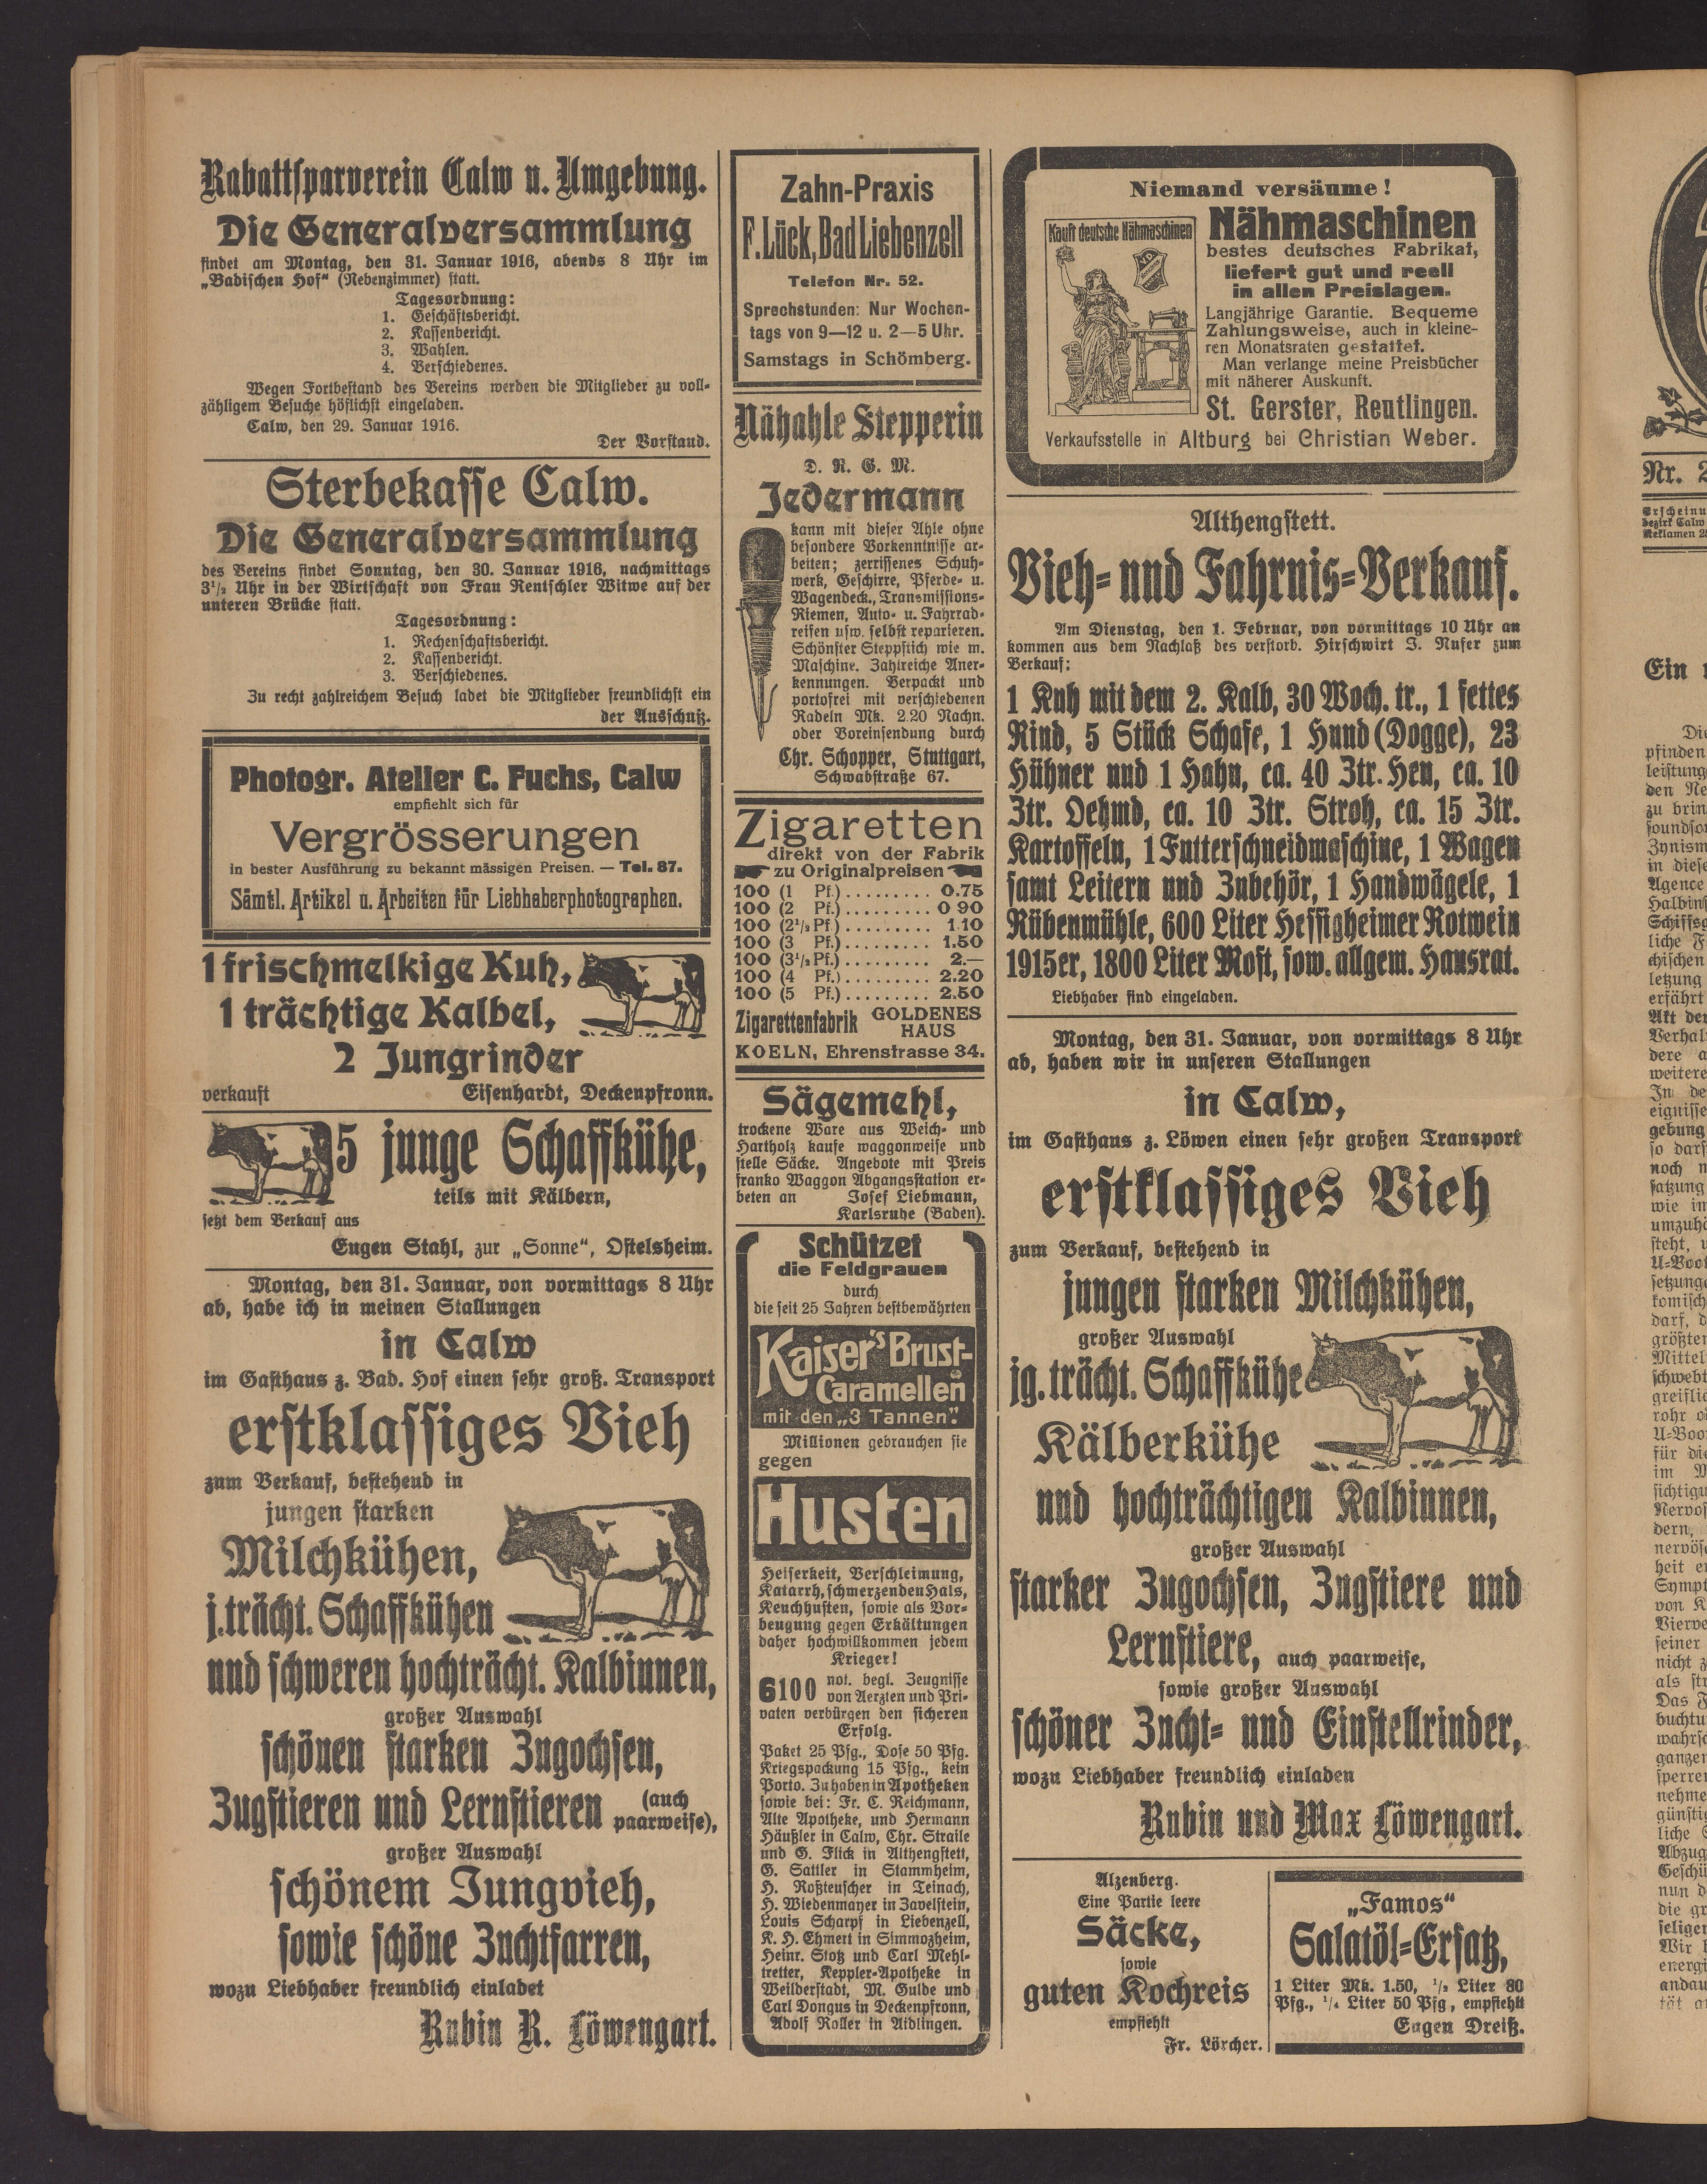 Rabattsparverein Calw u. Umgebung.
Die Generalversammlung
findet am Montag, den 31. Januar 1916, abends 8 Uhr im
„Badischen Hof“ (Nebenzimmer) statt.
Tagesordnung:
1. Geschäftsbericht.
2. Kassenbericht.
3. Wahlen.
4. Verschiedenes.
Wegen Fortbestand des Vereins werden die Mitglieder zu voll-
zähligem Besuche höflichst eingeladen.
Calw, den 29. Januar 1916.
Der Vorstand.
Sterbekasse Calw.
Die Generalversammlung
des Vereins findet Sonntag, den 30. Januar 1916, nachmittags
3½ Uhr in der Wirtschaft von Frau Rentschler Witwe auf der
unteren Brücke statt.
Tagesordnung:
1. Rechenschaftsbericht.
2. Kassenbericht.
3. Verschiedenes.
Zu recht zahlreichem Besuch ladet die Mitglieder freundlichst ein
der Ausschuß.
Photogr. Atelier C. Fuchs, Calw
empfiehlt sich für
Vergrösserungen
in bester Ausführung zu bekannt mässigen Preisen. — Tel. 87.
Sämtl. Artikel u. Arbeiten für Liebhaberphotographen.
1 frischmelkige Kuh,
1 trächtige Kalbel,
2 Jungrinder
verkauft Eisenhardt, Deckenpfronn.
5 junge Schaffkühe,
teils mit Kälbern,
setzt dem Verkauf aus
Eugen Stahl, zur „Sonne“, Ostelsheim.
Montag, den 31. Januar, von vormittags 8 Uhr
ab, habe ich in meinen Stallungen
in Calw
im Gasthaus z. Bad. Hof einen sehr groß. Transport
erstklassiges Vieh
zum Verkauf, bestehend in
jungen starken
Milchkühen,
j. trächt. Schaffkühen
und schweren hochträcht. Kalbinnen,
großer Auswahl
schönen starken Zugochsen,
Zugstieren und Lernstieren (auch
paarweise),
großer Auswahl
schönem Jungvieh,
sowie schöne Zuchtfarren,
wozu Liebhaber freundlich einladet
Rubin R. Löwengart.
Zahn-Praxis
F. Lück, Bad Liebenzell
Telefon Nr. 52.
Sprechstunden: Nur Wochen-
tags von 9—12 u. 2—5 Uhr.
Samstags in Schömberg.
Nähahle Stepperin
D. R. G. M.
Jedermann
kann mit dieser Ahle ohne
besondere Vorkenntnisse ar-
beiten; zerrissenes Schuh-
werk, Geschirre, Pferde- u.
Wagendeck., Transmissions-
Riemen, Auto- u. Fahrrad-
reifen usw. selbst reparieren.
Schönster Steppstich wie m.
Maschine. Zahlreiche Aner-
kennungen. Verpackt und
portofrei mit verschiedenen
Nadeln Mk. 2.20 Nachn.
oder Voreinsendung durch
Chr. Schopper, Stuttgart,
Schwabstraße 67.
Zigaretten
direkt von der Fabrik
zu Originalpreisen
100 (1 Pf.) ......... 0.75
100 (2 Pf.) ......... 0 90
100 (2½ Pf.) ......... 1.10
100 (3 Pf.) ......... 1.50
100 (3½ Pf.) ......... 2.—
100 (4 Pf.) ......... 2.20
100 (5 Pf.) ......... 2.50
Zigarettenfabrik GOLDENES
HAUS
KOELN, Ehrenstrasse 34.
Sägemehl,
trockene Ware aus Weich- und
Hartholz kaufe waggonweise und
stelle Säcke. Angebote mit Preis
franko Waggon Abgangsstation er-
beten an Josef Liebmann,
Karlsruhe (Baden).
Schützet
die Feldgrauen
durch
die seit 25 Jahren bestbewährten
Kaiser's Brust-
Caramellen
mit den „3 Tannen“.
Millionen gebrauchen sie
gegen
Husten
Heiserkeit, Verschleimung,
Katarrh, schmerzenden Hals,
Keuchhusten, sowie als Vor-
beugung gegen Erkältungen
daher hochwillkommen jedem
Krieger!
6100 not. begl. Zeugnisse
von Aerzten und Pri-
vaten verbürgen den sicheren
Erfolg.
Paket 25 Pfg., Dose 50 Pfg.
Kriegspackung 15 Pfg., kein
Porto. Zu haben in Apotheken
sowie bei: Fr. C. Reichmann,
Alte Apotheke, und Hermann
Häußler in Calw, Chr. Straile
und G. Flick in Althengstett,
G. Sattler in Stammheim,
H. Roßteuscher in Teinach,
H. Wiedenmayer in Zavelstein,
Louis Scharpf in Liebenzell,
K. H. Ehmert in Simmozheim,
Heinr. Stotz und Carl Mehl-
tretter, Keppler-Apotheke in
Weilderstadt, M. Gulde und
Carl Dongus in Deckenpfronn,
Adolf Roller in Aidlingen.
Niemand versäume!
Kauft deutsche Nähmaschinen
Nähmaschinen
bestes deutsches Fabrikat,
liefert gut und reell
in allen Preislagen.
Langjährige Garantie. Bequeme
Zahlungsweise, auch in kleine-
ren Monatsraten gestattet.
Man verlange meine Preisbücher
mit näherer Auskunft.
St. Gerster, Reutlingen.
Verkaufsstelle in Altburg bei Christian Weber.
Althengstett.
Vieh- und Fahrnis-Verkauf.
Am Dienstag, den 1. Februar, von vormittags 10 Uhr an
kommen aus dem Nachlaß des verstorb. Hirschwirt J. Nufer zum
Verkauf:
1 Kuh mit dem 2. Kalb, 30 Woch. tr., 1 fettes
Rind, 5 Stück Schafe, 1 Hund (Dogge), 23
Hühner und 1 Hahn, ca. 40 Ztr. Heu, ca. 10
Ztr. Oehmd, ca. 10 Ztr. Stroh, ca. 15 Ztr.
Kartoffeln, 1 Futterschneidmaschine, 1 Wagen
samt Leitern und Zubehör, 1 Handwägele, 1
Rübenmühle, 600 Liter Hessigheimer Rotwein
1915er, 1800 Liter Most, sow. allgem. Hausrat.
Liebhaber sind eingeladen.
Montag, den 31. Januar, von vormittags 8 Uhr
ab, haben wir in unseren Stallungen
in Calw,
im Gasthaus z. Löwen einen sehr großen Transport
erstklassiges Vieh
zum Verkauf, bestehend in
jungen starken Milchkühen,
großer Auswahl
jg. trächt. Schaffkühe
Kälberkühe
und hochträchtigen Kalbinnen,
großer Auswahl
starker Zugochsen, Zugstiere und
Lernstiere, auch paarweise,
sowie großer Auswahl
schöner Zucht- und Einstellrinder,
wozu Liebhaber freundlich einladen
Rubin und Max Löwengart.
Alzenberg.
Eine Partie leere
Säcke,
sowie
guten Kochreis
empfiehlt
Fr. Lörcher.
„Famos“
Salatöl-Ersatz,
1 Liter Mk. 1.50, ½ Liter 80
Pfg., ¼ Liter 50 Pfg, empfiehlt
Eugen Dreiß.
Nr. 2
Ein